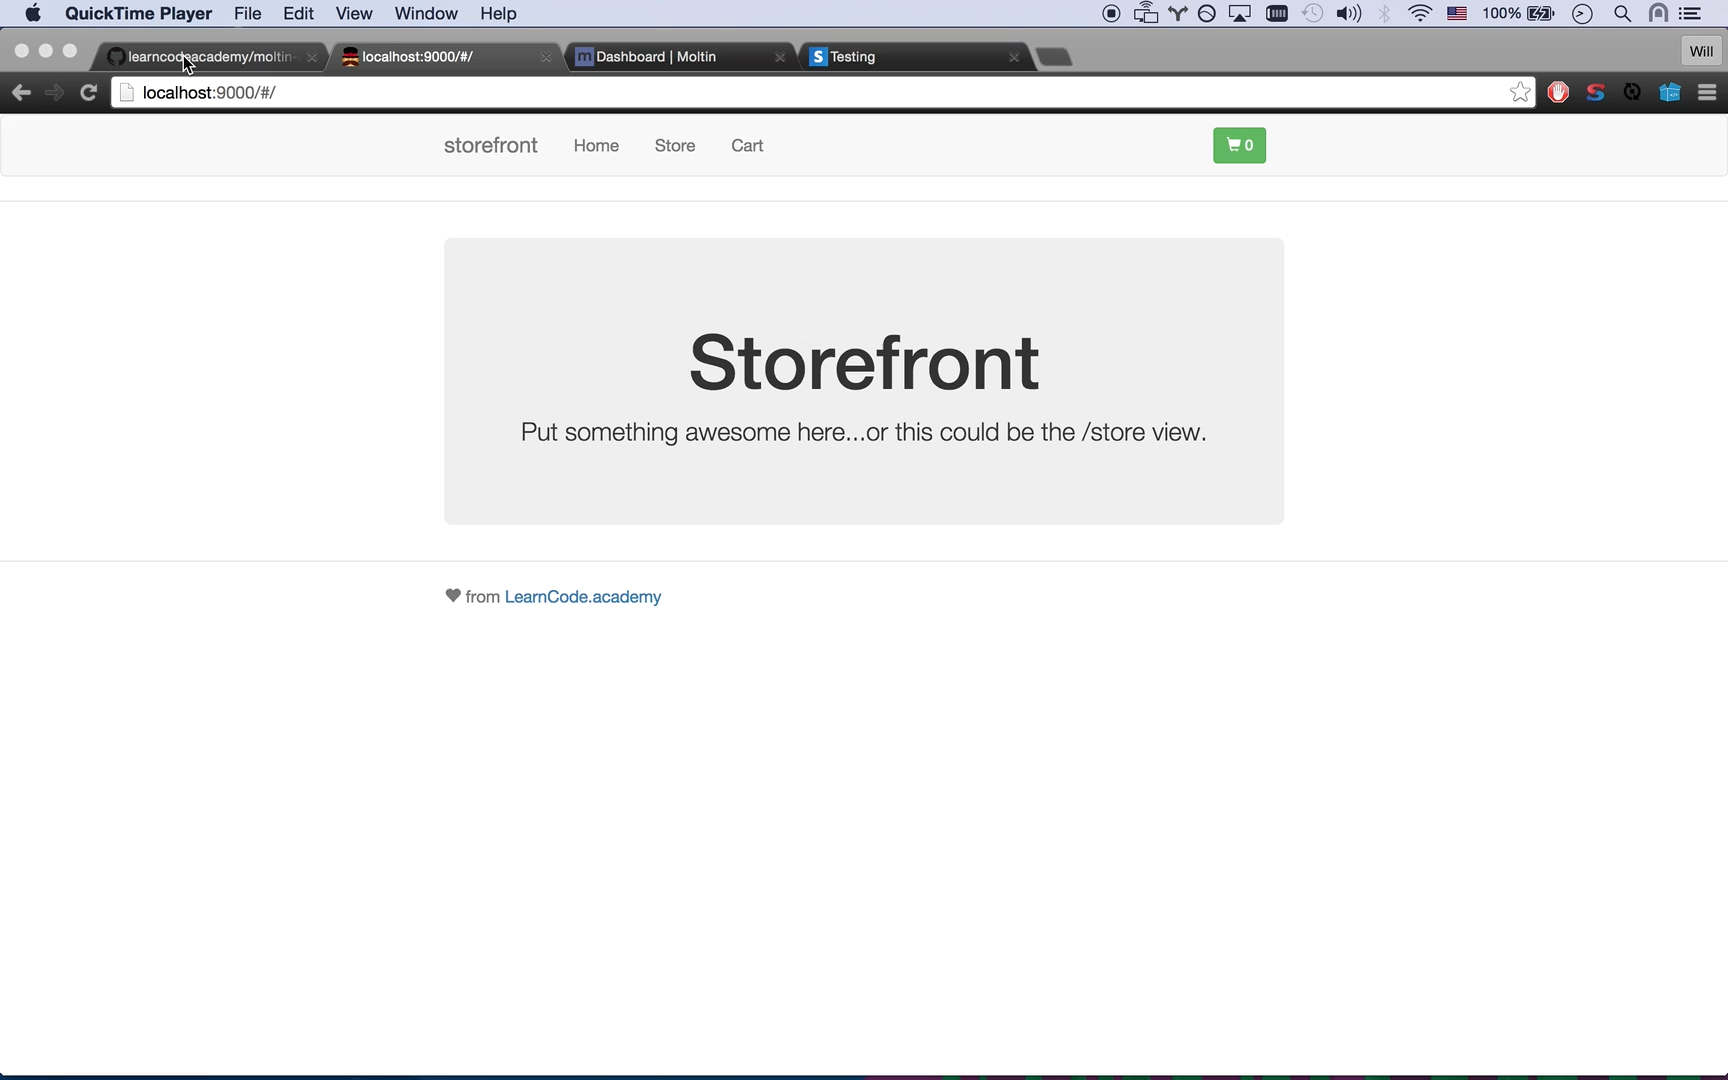 QuickTime Player File Edit View Window Help 100%
learncodeacademy/moltin- localhost:9000/#/ m Dashboard | Moltin S Testing Will
localhost:9000/#/
storefront Home Store Cart 0
Storefront
Put something awesome here...or this could be the /store view.
from LearnCode.academy